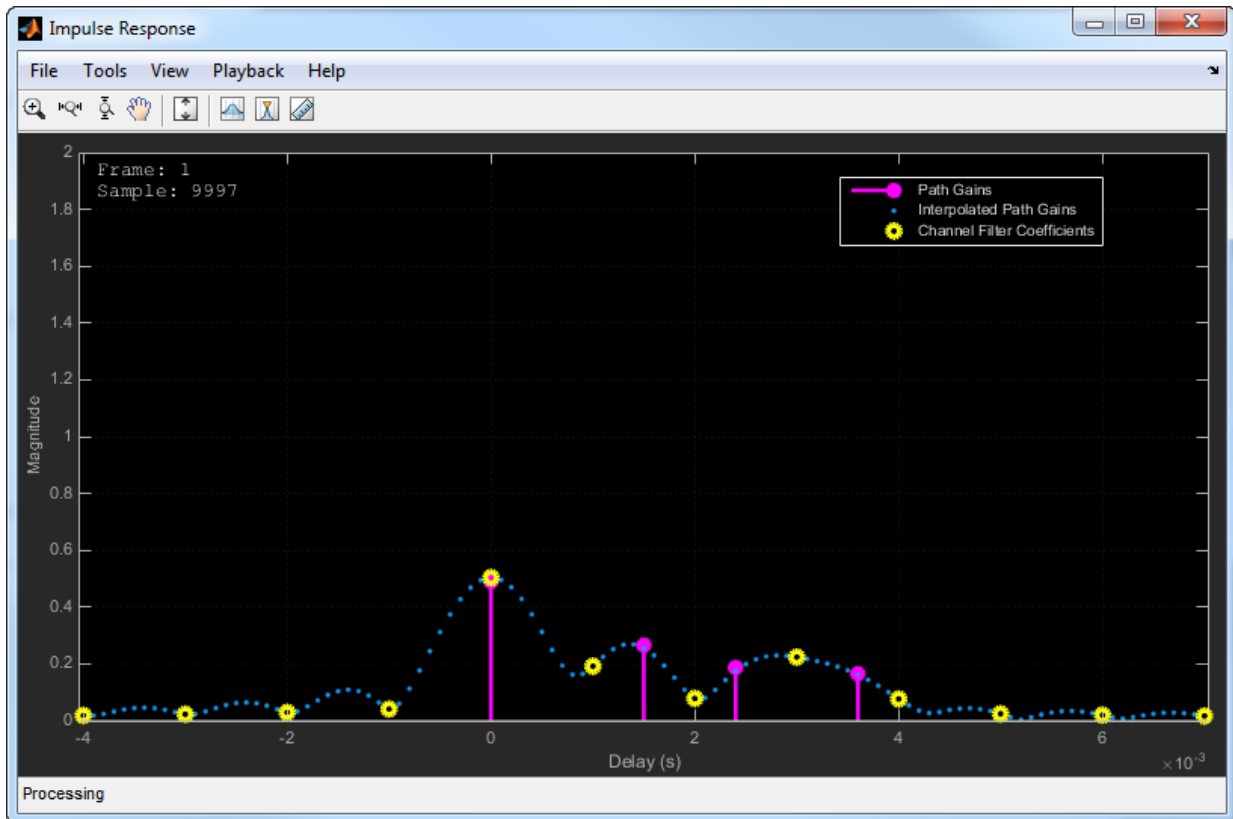 Impulse Response
File Tools View Playback Help
Frame: 1
Sample: 9997
Path Gains
Interpolated Path Gains
Channel Filter Coefficients
Magnitude
2
1.8
1.6
1.4
1.2
1
0.8
0.6
0.4
0.2
0
-4 -2 0 2 4 6
Delay (s)
×10^-3
Processing